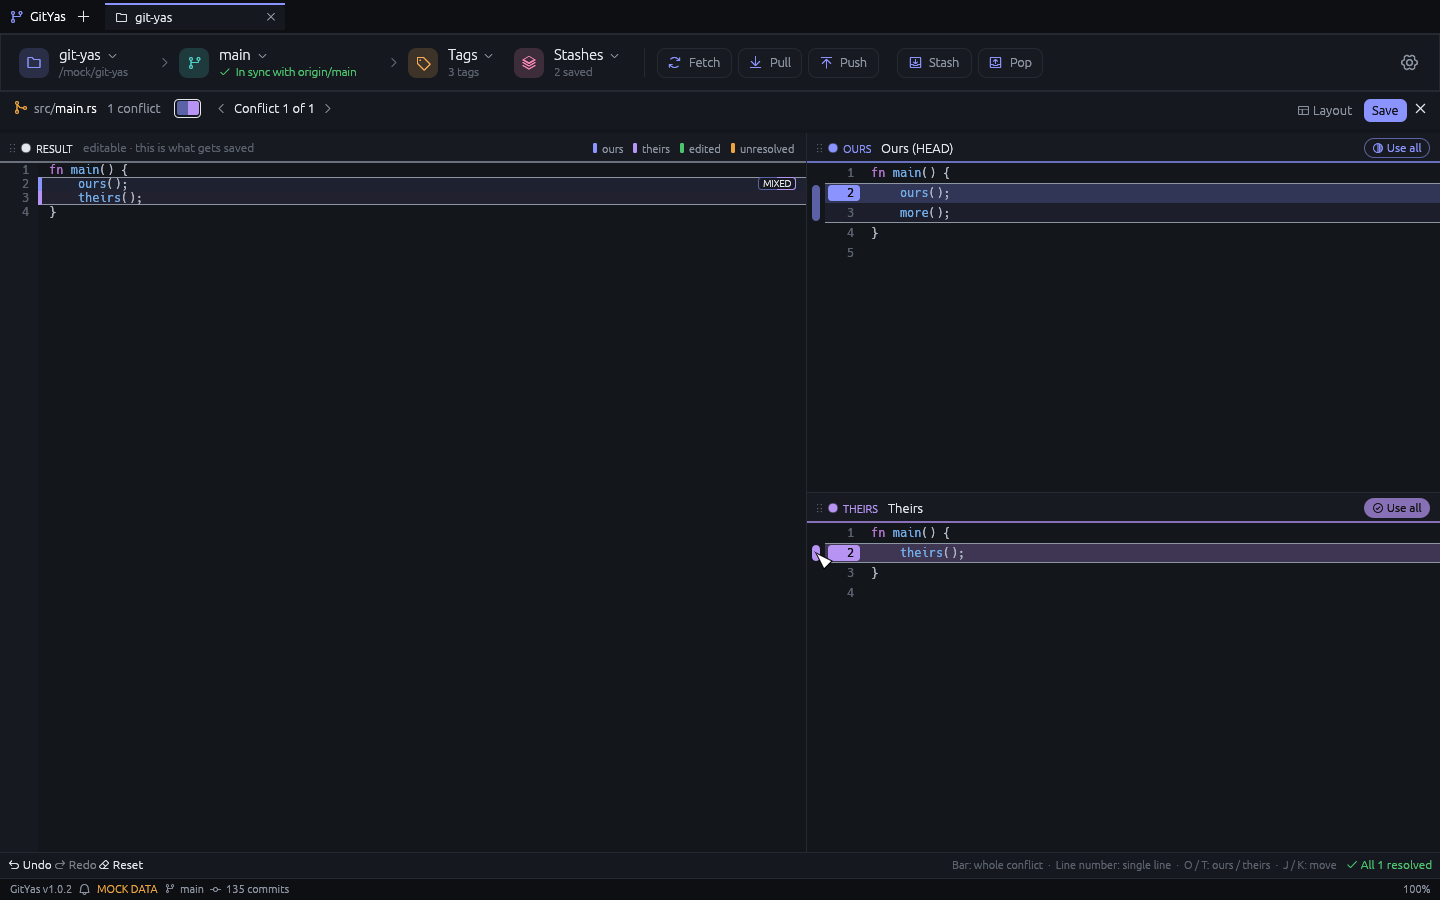 GitYas
git-yas
git-yas
/mock/git-yas
main
In sync with origin/main
Tags
3 tags
Stashes
2 saved
Fetch
Pull
Push
Stash
Pop
src/main.rs 1 conflict
Conflict 1 of 1
Layout
Save
RESULT editable · this is what gets saved
ours theirs edited unresolved
1 fn main() {
2     ours();
MIXED
3     theirs();
4 }
OURS Ours (HEAD)
Use all
1 fn main() {
2     ours();
3     more();
4 }
5
THEIRS Theirs
Use all
1 fn main() {
2     theirs();
3 }
4
Undo Redo Reset
Bar: whole conflict · Line number: single line · O / T: ours / theirs · J / K: move
All 1 resolved
GitYas v1.0.2 MOCK DATA main 135 commits
100%